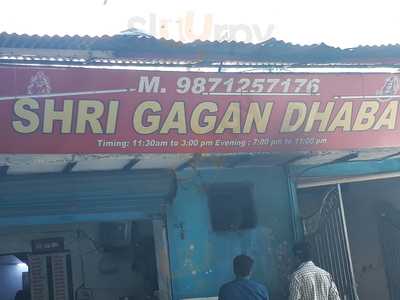 M. 9871257176
SHRI GAGAN DHABA
Timing: 11:30am to 3:00 pm Evening : 7:00 pm to 11:00 pm